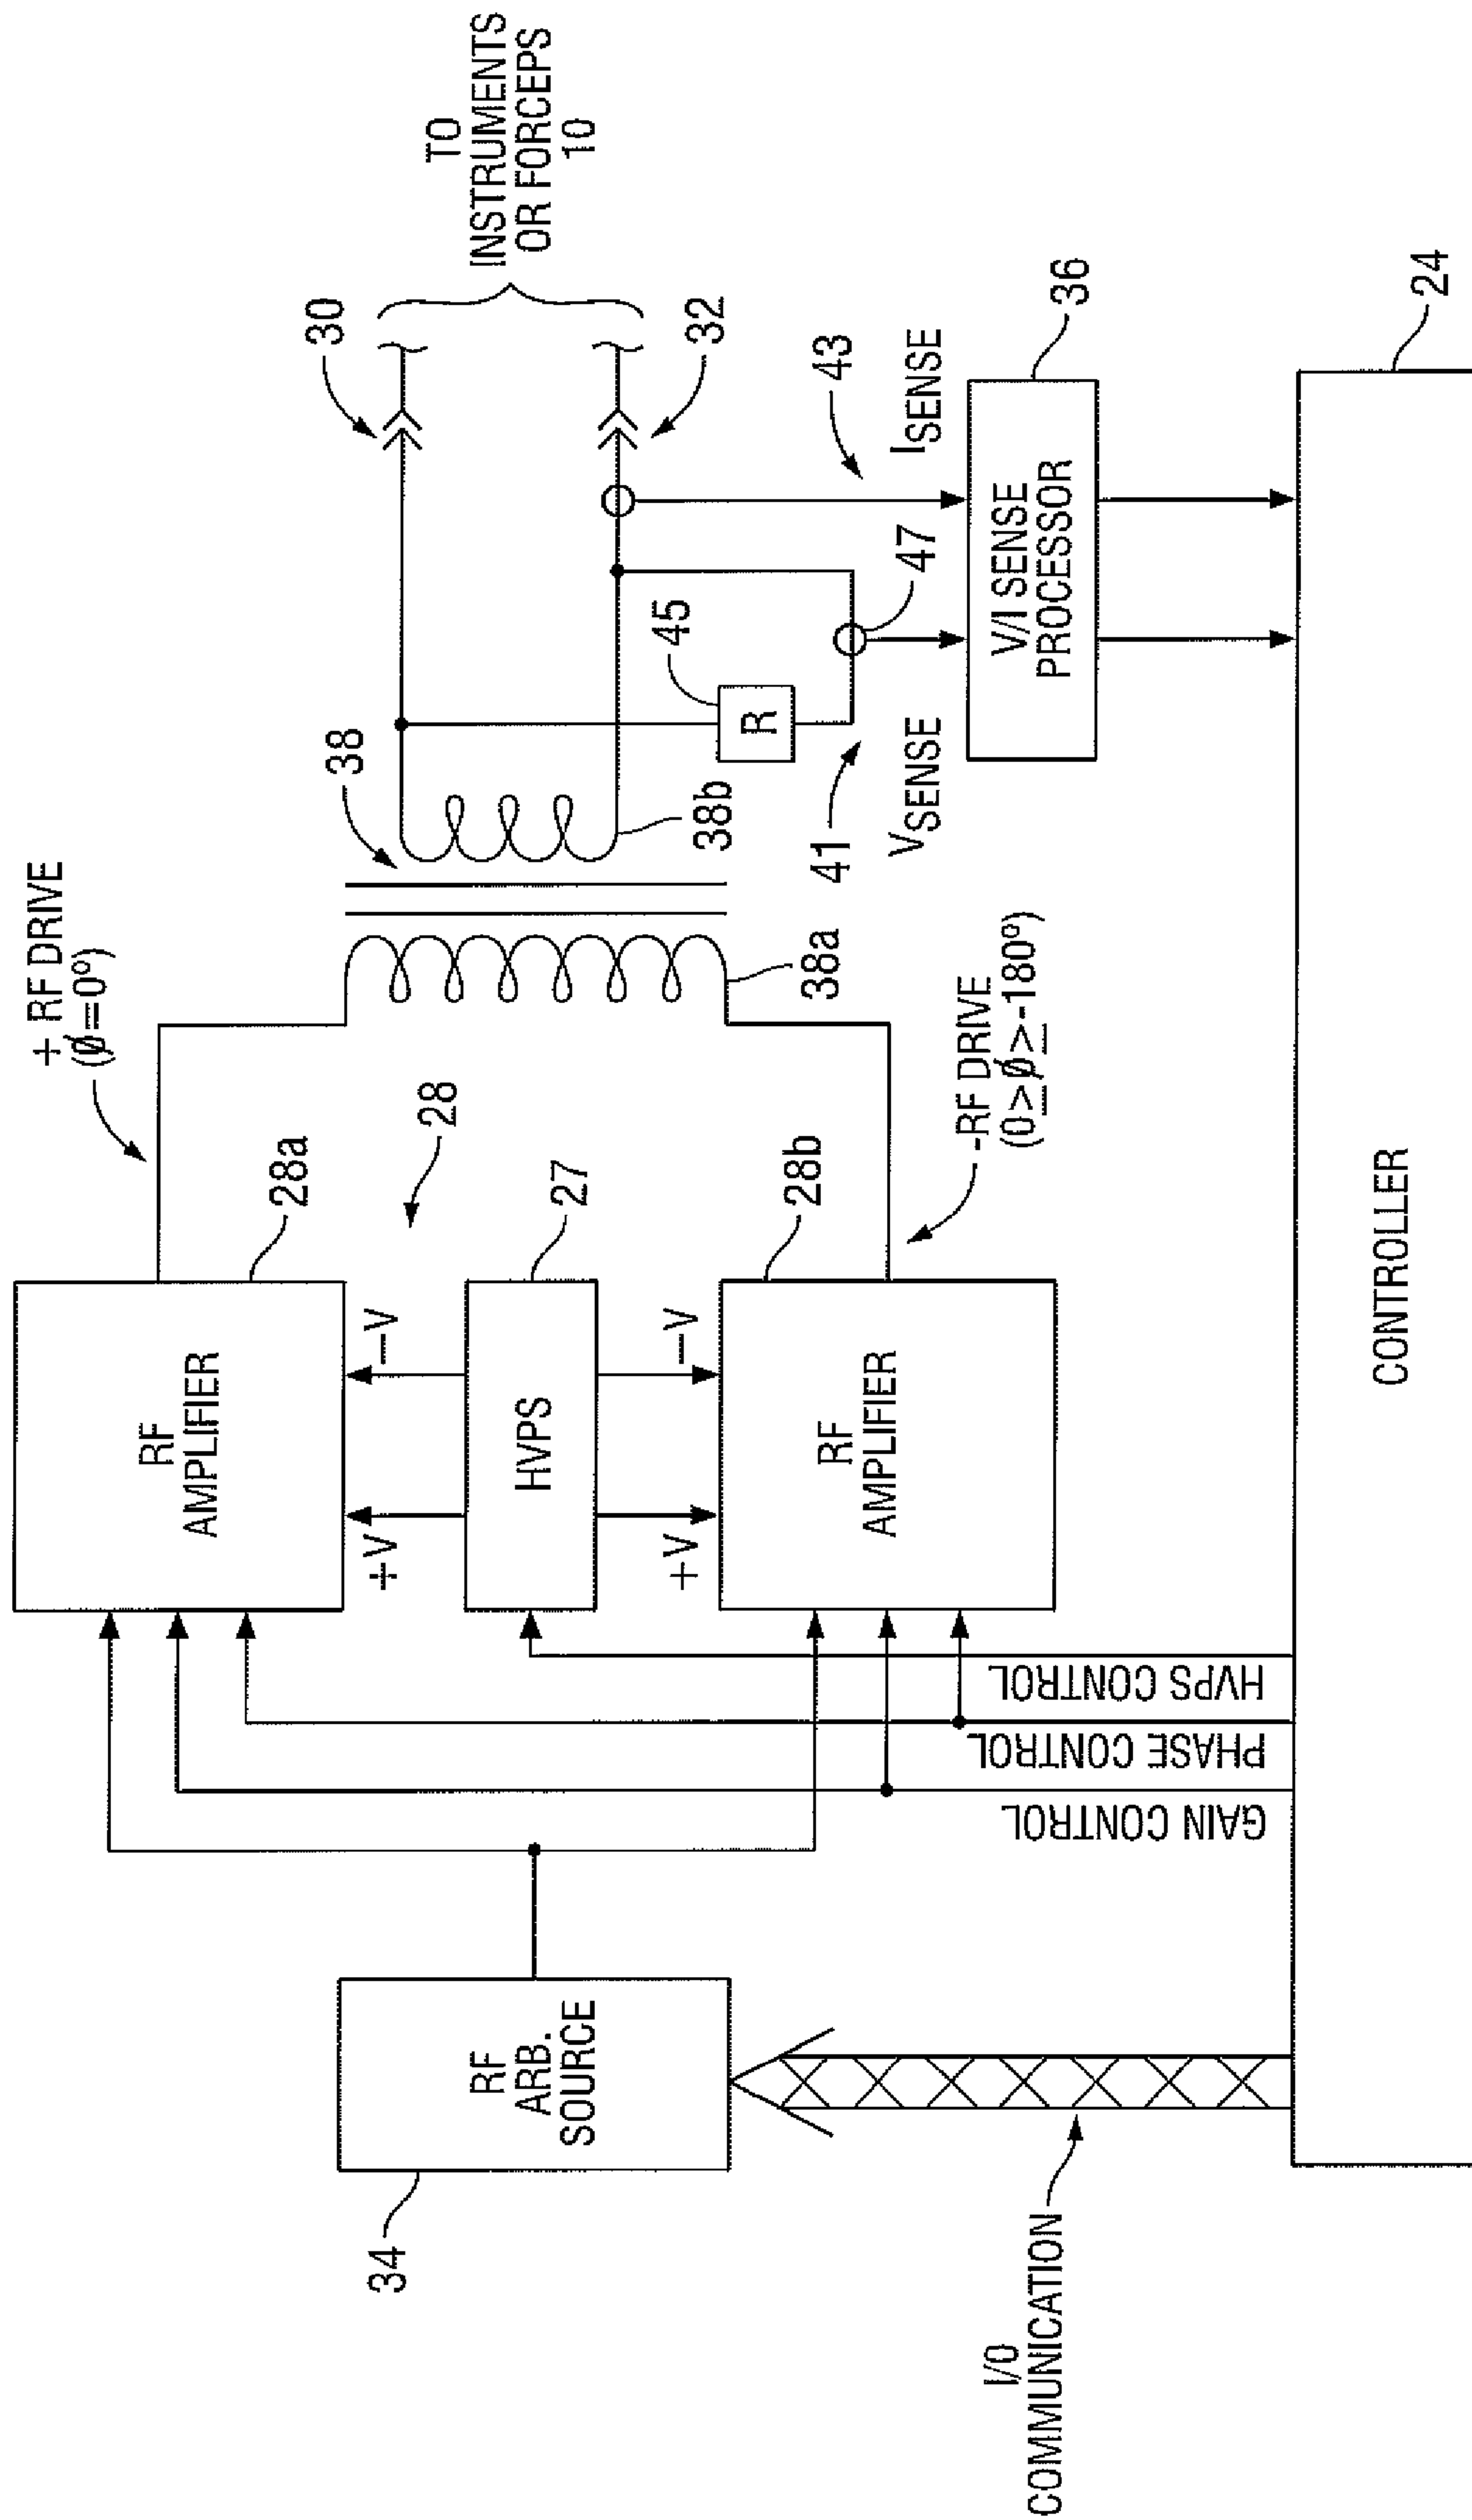 + RF DRIVE
(ø=0º)
28a
RF
AMPLIFIER
28
38
30
TO
INSTRUMENTS
OR FORCEPS
10
34
RF
ARB.
SOURCE
+V
–V
HVPS
27
+V
–V
28b
RF
AMPLIFIER
38a
38b
45
R
32
-RF DRIVE
(0≥ø≥-180º)
41
VSENSE
47
43
ISENSE
V/I SENSE
PROCESSOR
36
I/O
COMMUNICATION
GAIN CONTROL
PHASE CONTROL
HVPS CONTROL
CONTROLLER
24